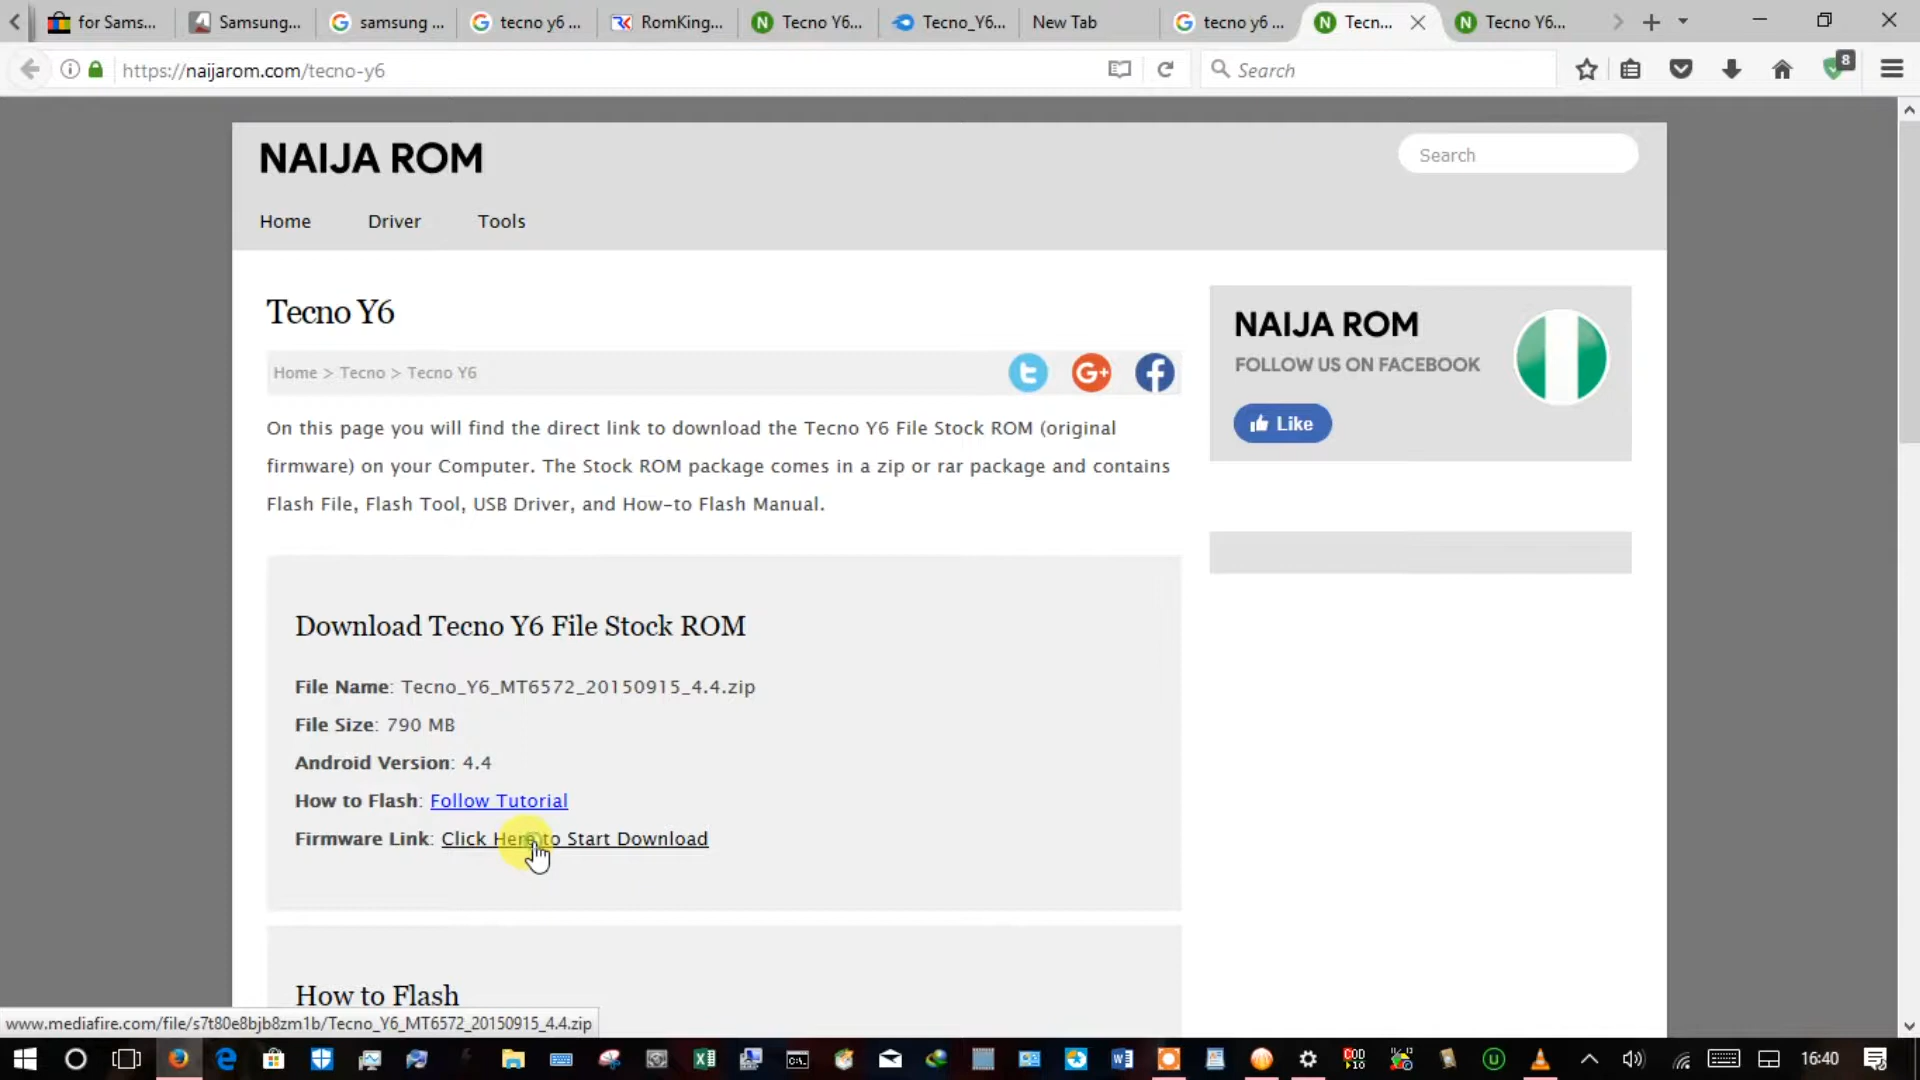 for Sams...
Samsung...
samsung ...
tecno y6 ...
RomKing...
Tecno Y6...
Tecno_Y6...
New Tab
tecno y6 ...
Tecn...
Tecno Y6...
https://naijarom.com/tecno-y6
Search
8
NAIJA ROM
Search
Home
Driver
Tools
Tecno Y6
Home > Tecno > Tecno Y6
On this page you will find the direct link to download the Tecno Y6 File Stock ROM (original
firmware) on your Computer. The Stock ROM package comes in a zip or rar package and contains
Flash File, Flash Tool, USB Driver, and How-to Flash Manual.
NAIJA ROM
FOLLOW US ON FACEBOOK
Like
Download Tecno Y6 File Stock ROM
File Name: Tecno_Y6_MT6572_20150915_4.4.zip
File Size: 790 MB
Android Version: 4.4
How to Flash: Follow Tutorial
Firmware Link: Click Here to Start Download
How to Flash
www.mediafire.com/file/s7t80e8bjb8zm1b/Tecno_Y6_MT6572_20150915_4.4.zip
16:40